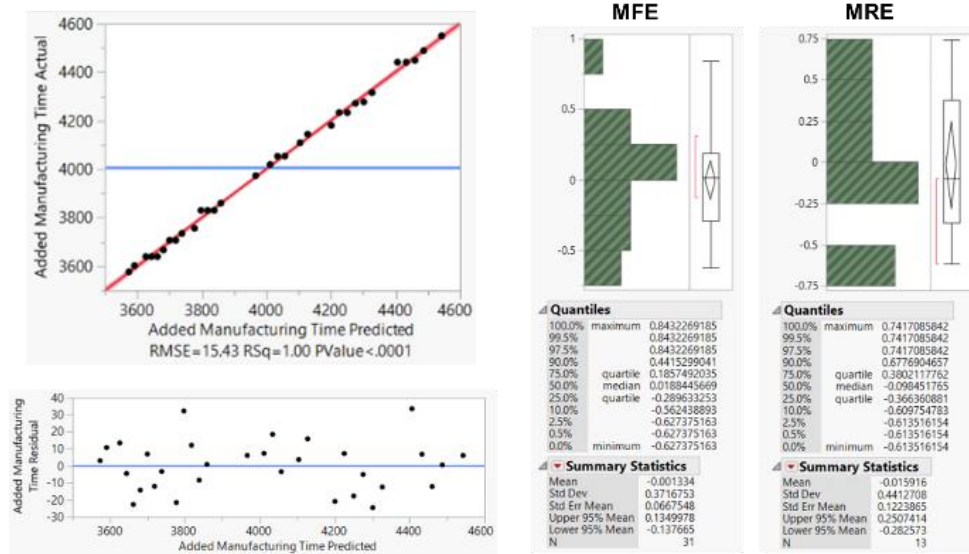 4600
4400
4200
4000
3800
3600
Added Manufacturing Time Actual
3600 3800 4000 4200 4400 4600
Added Manufacturing Time Predicted
RMSE=15.43 RSq=1.00 PValue<.0001
40
30
20
10
0
-10
-20
-30
Added Manufacturing
Time Residual
3600 3800 4000 4200 4400 4600
Added Manufacturing Time Predicted
MFE
1
0.5
0
-0.5
Quantiles
100.0% maximum 0.8432269185
99.5% 0.8432269185
97.5% 0.8432269185
90.0% 0.4415299041
75.0% quartile 0.1857492035
50.0% median 0.0188445669
25.0% quartile -0.289633253
10.0% -0.562438893
2.5% -0.627375163
0.5% -0.627375163
0.0% minimum -0.627375163
Summary Statistics
Mean -0.001334
Std Dev 0.3716753
Std Err Mean 0.0667548
Upper 95% Mean 0.1349978
Lower 95% Mean -0.137665
N 31
MRE
0.75
0.5
0.25
0
-0.25
-0.5
-0.75
Quantiles
100.0% maximum 0.7417085842
99.5% 0.7417085842
97.5% 0.7417085842
90.0% 0.6776904657
75.0% quartile 0.3802117762
50.0% median -0.098451765
25.0% quartile -0.366360881
10.0% -0.609754783
2.5% -0.613516154
0.5% -0.613516154
0.0% minimum -0.613516154
Summary Statistics
Mean -0.015916
Std Dev 0.4412708
Std Err Mean 0.1223865
Upper 95% Mean 0.2507414
Lower 95% Mean -0.282573
N 13